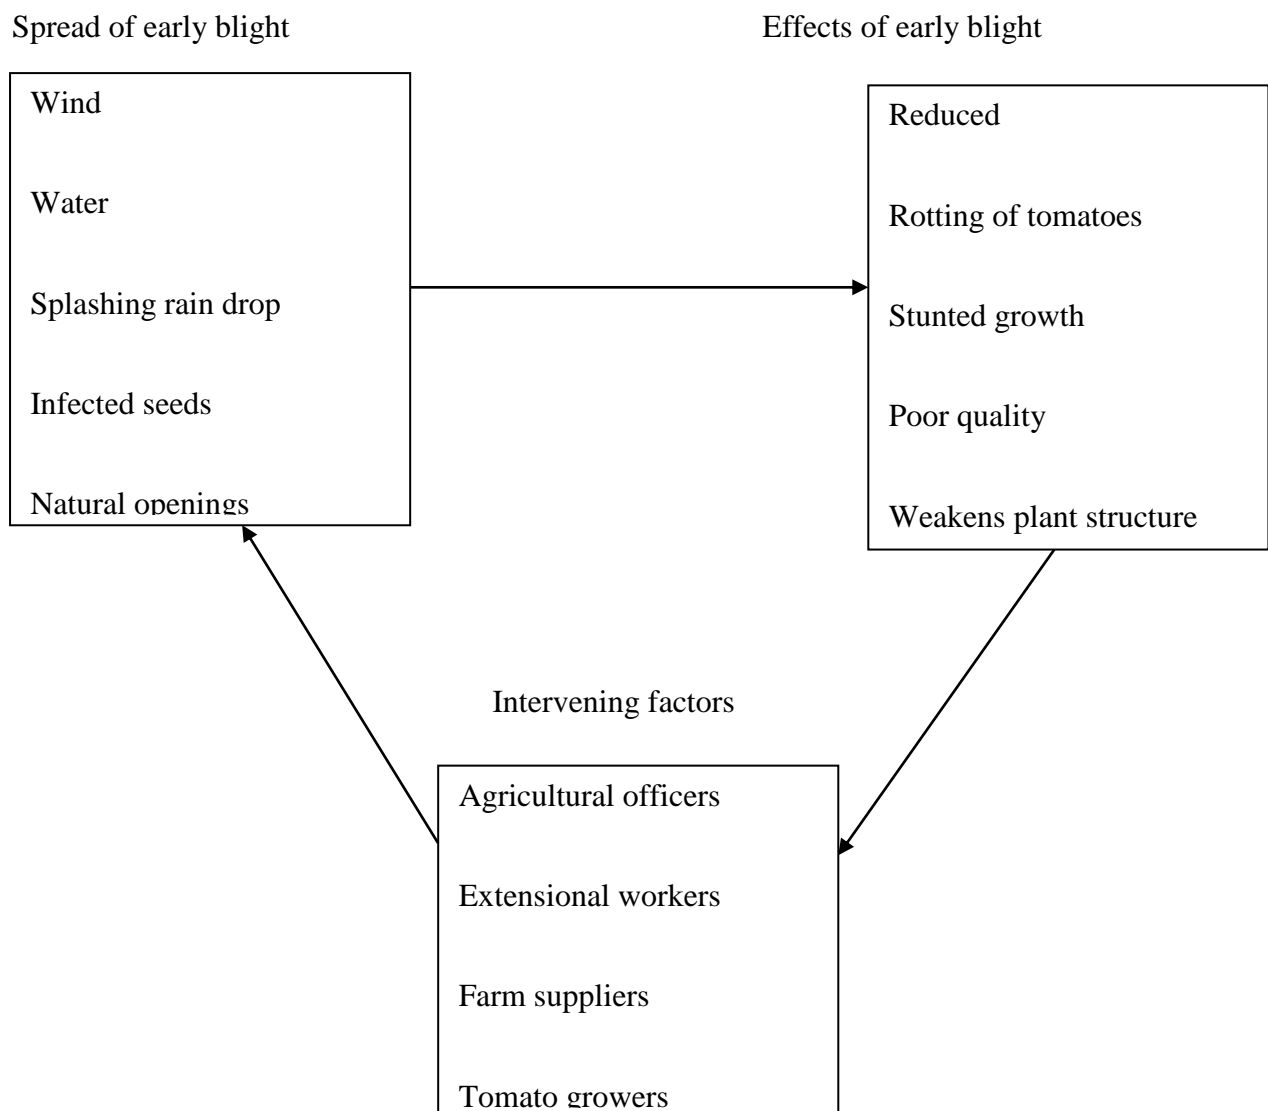 Spread of early blight
Wind
Water
Splashing rain drop
Infected seeds
Natural openings
Effects of early blight
Reduced
Rotting of tomatoes
Stunted growth
Poor quality
Weakens plant structure
Intervening factors
Agricultural officers
Extensional workers
Farm suppliers
Tomato growers